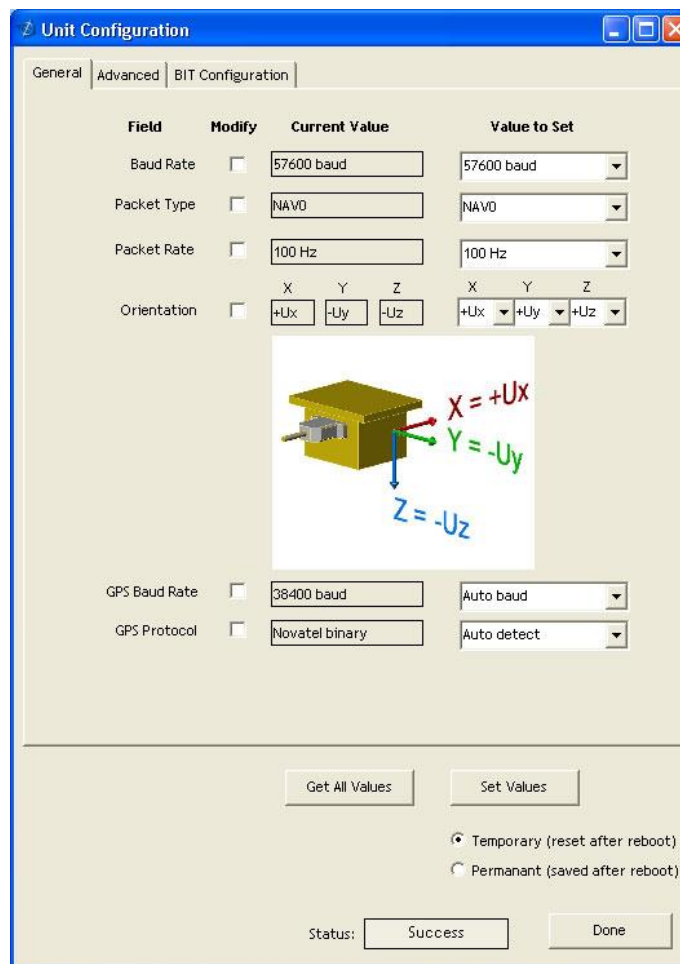 Unit Configuration
General Advanced BIT Configuration
Field Modify Current Value Value to Set
Baud Rate 57600 baud 57600 baud
Packet Type NAV0 NAV0
Packet Rate 100 Hz 100 Hz
X Y Z X Y Z
Orientation +Ux -Uy -Uz +Ux +Uy +Uz
X = +Ux
Y = -Uy
Z = -Uz
GPS Baud Rate 38400 baud Auto baud
GPS Protocol Novatel binary Auto detect
Get All Values Set Values
Temporary (reset after reboot)
Permanant (saved after reboot)
Status: Success Done